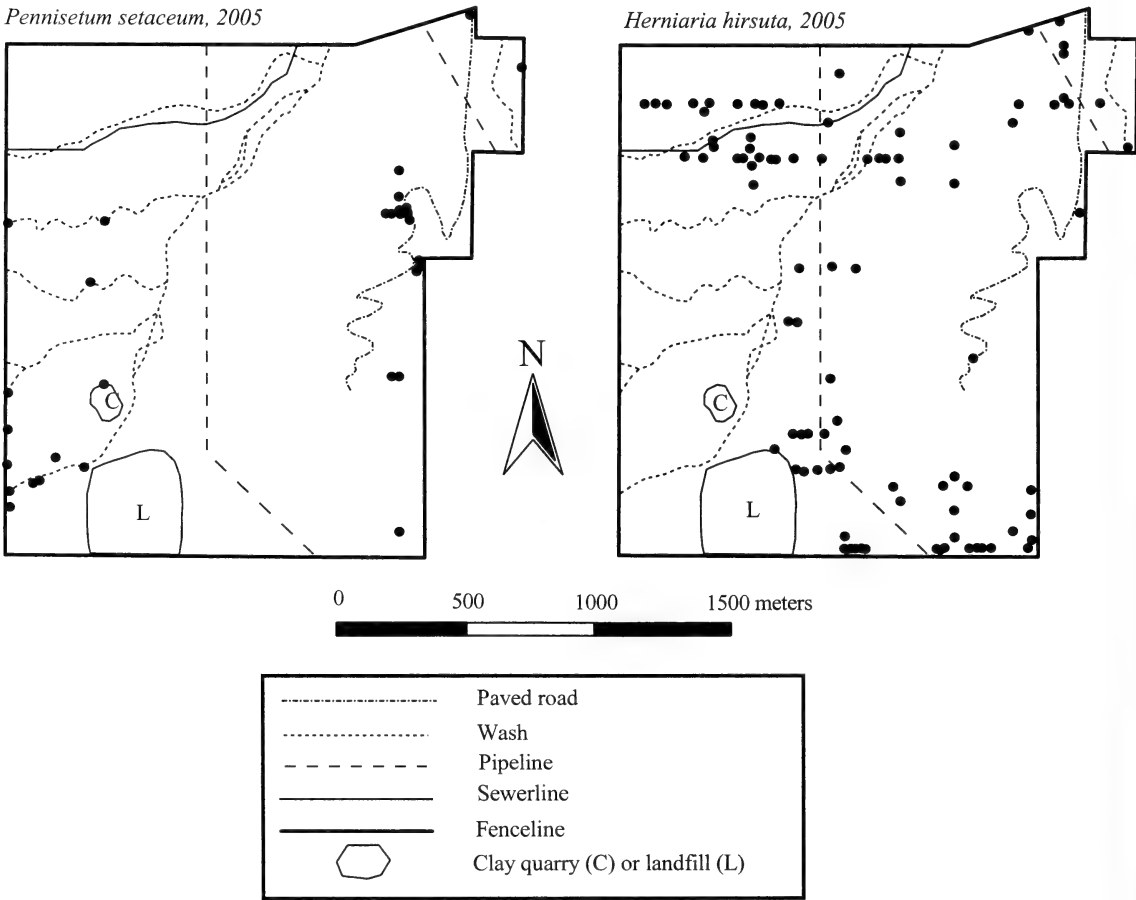 Pennisetum setaceum, 2005
Herniaria hirsuta, 2005
C
L
N
C
L
0 500 1000 1500 meters
Paved road
Wash
Pipeline
Sewerline
Fenceline
Clay quarry (C) or landfill (L)